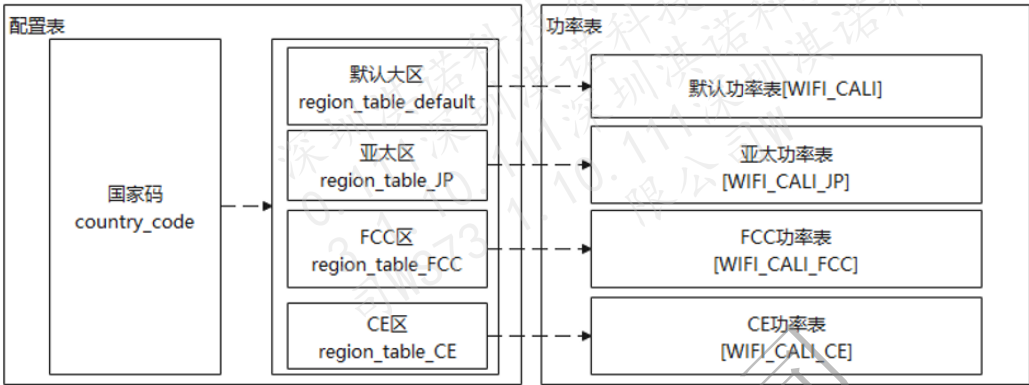 配置表
国家码
country_code
默认大区
region_table_default
亚太区
region_table_JP
FCC区
region_table_FCC
CE区
region_table_CE
功率表
默认功率表[WIFI_CALI]
亚太功率表
[WIFI_CALI_JP]
FCC功率表
[WIFI_CALI_FCC]
CE功率表
[WIFI_CALI_CE]